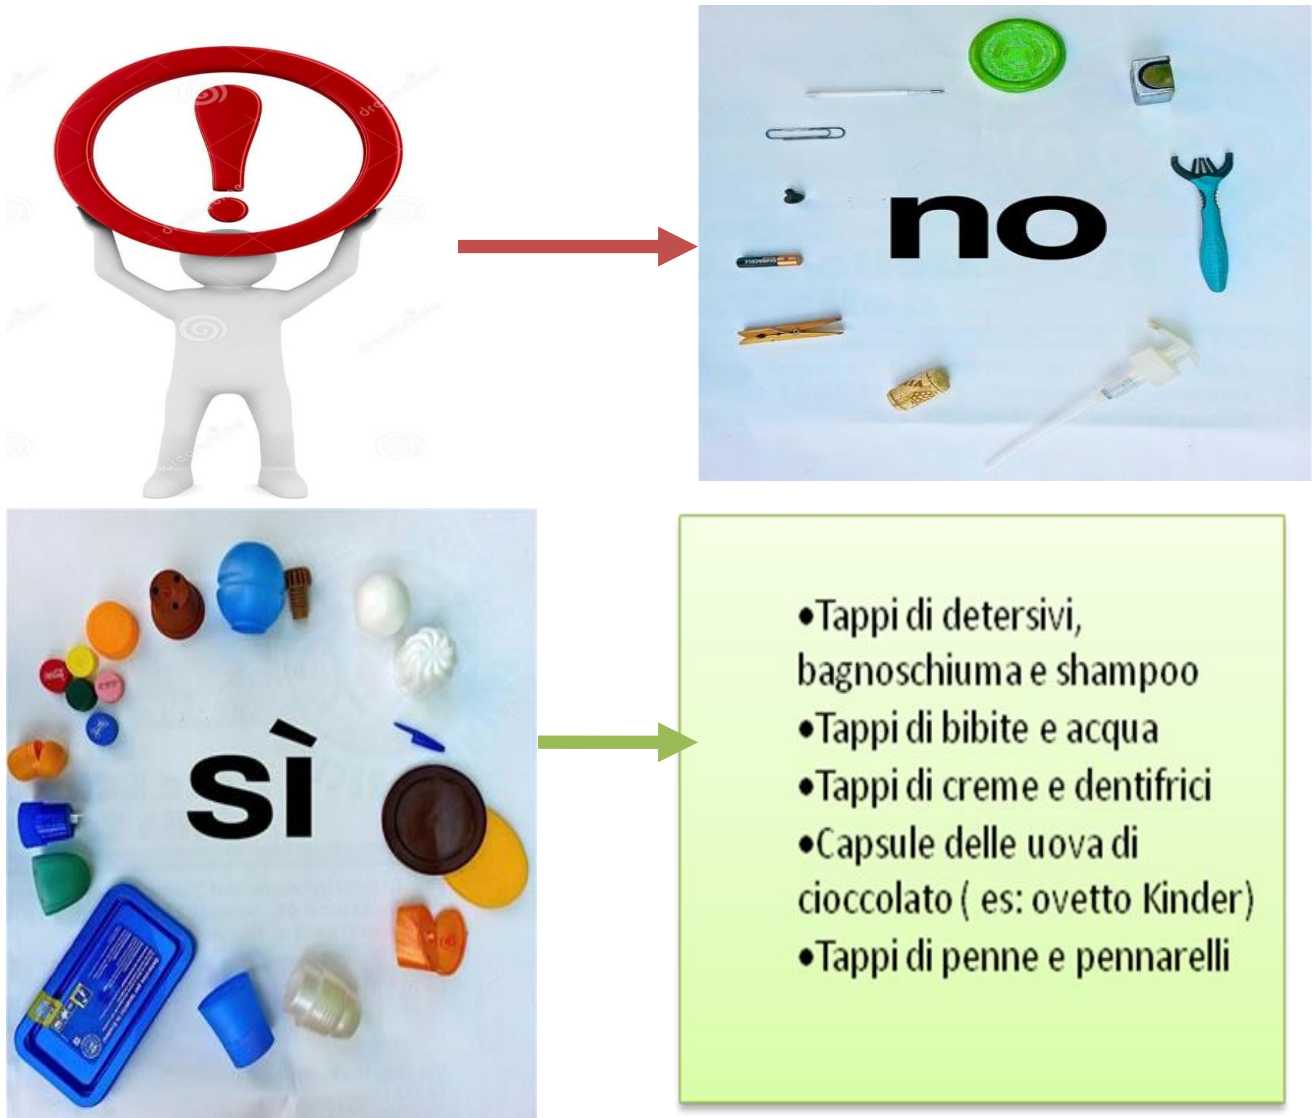 no
sì
•Tappi di detersivi,
bagnoschiuma e shampoo
•Tappi di bibite e acqua
•Tappi di creme e dentifrici
•Capsule delle uova di
cioccolato ( es: ovetto Kinder)
•Tappi di penne e pennarelli